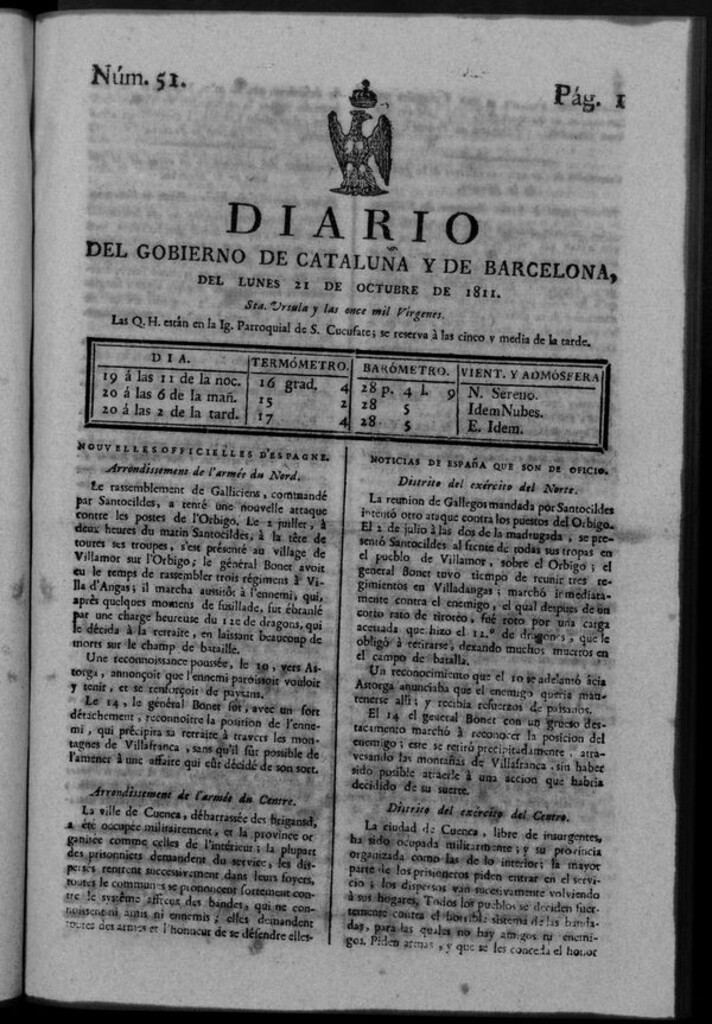 Núm. 51.
Pág. 1
DIARIO
DEL GOBIERNO DE CATALUÑA Y DE BARCELONA,
DEL LUNES 21 DE OCTUBRE DE 1811.
Sta. Ursula y las once mil Vírgenes.
Las Q. H. están en la Ig. Parroquial de S. Cucufate; se reserva à las cinco y media de la tarde.
DIA. TERMÓMETRO. BARÓMETRO. VIENT. Y ADMÓSFERA
19 á las 11 de la noc. 16 grad. 4 28 p. 4 l. 9 N. Sereno.
20 á las 6 de la mañ. 15 2 28 5 Idem Nubes.
20 á las 2 de la tard. 17 4 28 5 E. Idem.
NOUVELLES OFFICIELLES D'ESPAGNE.
Arrondissement de l'armée du Nord.
Le rassemblement de Galliciens, commandé
par Santocildes, a tenté une nouvelle attaque
contre les postes de l'Orbigo. Le 2 juillet, à
deux heures du matin Santocildes, à la tête de
toutes ses troupes, s'est présenté au village de
Villamor sur l'Orbigo; le général Bonet avoit
eu le temps de rassembler trois régiments à Vi-
lla d'Angas; il marcha aussitôt à l'ennemi, qui,
après quelques momens de fusillade, fut ébranlé
par une charge heureuse du 12e de dragons, qui
le décida à la retraire, en laissant beaucoup de
morts sur le champ de bataille.
Une reconnoissance poussée, le 10, vers As-
torga, annonçoit que l'ennemi paroissoit vouloir
y tenir, et se renforçoit de paysans.
Le 14, le général Bonet fit, avec un fort
détachement, reconnoître la position de l'enne-
mi, qui précipita sa retraite à travers les mon-
tagnes de Villafranca, sans qu'il fût possible de
l'amener à une affaire qui eût décidé de son sort.
Arrondissement de l'armée du Centre.
La ville de Cuenca, débarrassée des brigands,
a été occupée militairement, et la province or-
ganisée comme celles de l'intérieur; la plupart
des prisonniers demandent du service, les dis-
persés rentrent successivement dans leurs foyers,
toutes le communes se prononcent fortement con-
tre le système affreux des bandes, qui ne con-
noissent ni amis ni ennemis; elles demandent
toutes des armes et l'honneur de se défendre elles-
NOTICIAS DE ESPAÑA QUE SON DE OFICIO.
Distrito del exército del Norte.
La reunion de Gallegos mandada por Santocildes
intentó otro ataque contra los puestos del Orbigo.
El 2 de julio à las dos de la madrugada, se pre-
sentó Santocildes al frente de todas sus tropas en
el pueblo de Villamor, sobre el Orbigo; el
general Bonet tuvo tiempo de reunir tres re-
gimientos en Villadangas; marchó inmediata-
mente contra el enemigo, el qual despues de un
corto rato de tiroteo, fué roto por una carga
acertada que hizo el 12.º de dragones, que le
obligó à retirarse, dexando muchos muertos en
el campo de batalla.
Un reconocimiento que el 10 se adelantó ácia
Astorga anunciaba que el enemigo queria man-
tenerse allí; y recibia refuerzos de paisanos.
El 14 el general Bonet con un grueso des-
tacamento marchó à reconocer la posicion del
enemigo; este se retiró precipitadamente, atra-
vesando las montañas de Villafranca, sin haber
sido posible atraerle à una accion que habria
decidido de su suerte.
Distrito del exército del Centro.
La ciudad de Cuenca, libre de insurgentes,
ha sido ocupada militarmente; y su provincia
organizada como las de lo interior; la mayor
parte de los prisioneros piden entrar en el servi-
cio; los dispersos van sucesivamente volviendo
à sus hogares. Todos los pueblos se deciden fuer-
temente contra el horrible sistema de las banda-
das, para las quales no hay amigos ni enemi-
gos. Piden armas, y que se les conceda el honor